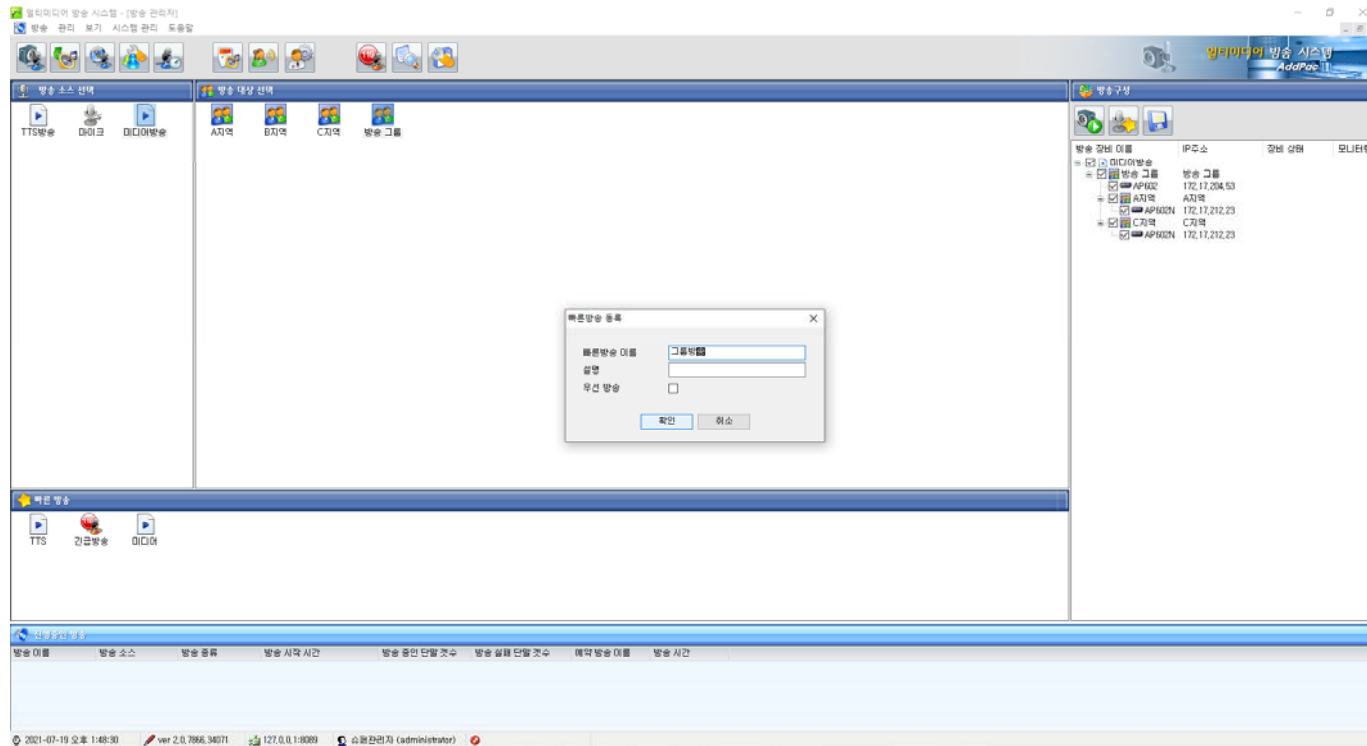 멀티미디어 방송 시스템 - [방송 관리자]
방송 관리 보기 시스템 관리 도움말
멀티미디어 방송 시스템
AddPac
방송 소스 선택
방송 대상 선택
방송구성
TTS방송 마이크 미디어방송
A지역 B지역 C지역 방송 그룹
방송 장비 이름 IP주소 장비 상태 모니터링
미디어방송
방송 그룹 방송 그룹
AP602 172,17,204,53
A지역 A지역
AP602N 172,17,212,23
C지역 C지역
AP602N 172,17,212,23
빠른방송 등록
빠른방송 이름 그룹방송
설명
우선 방송
확인 취소
빠른 방송
TTS 긴급방송 미디어
진행중인 방송
방송 이름 방송 소스 방송 종류 방송 시작 시간 방송 중인 단말 갯수 방송 실패 단말 갯수 예약 방송 이름 방송 시간
2021-07-19 오후 1:48:30 ver 2,0,7866,34071 127,0,0,1:8089 슈퍼관리자 (administrator)